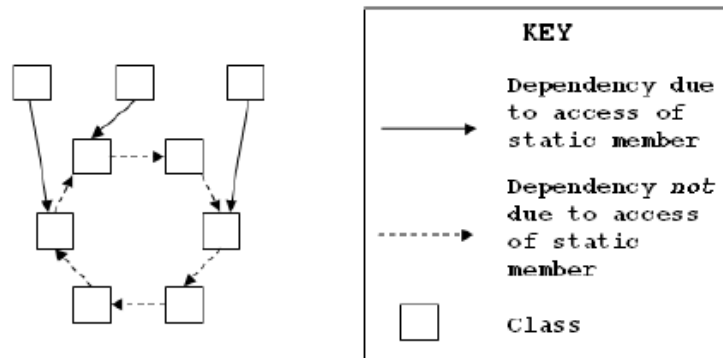 KEY
Dependency due
to access of
static member
Dependency not
due to access
of static
member
Class